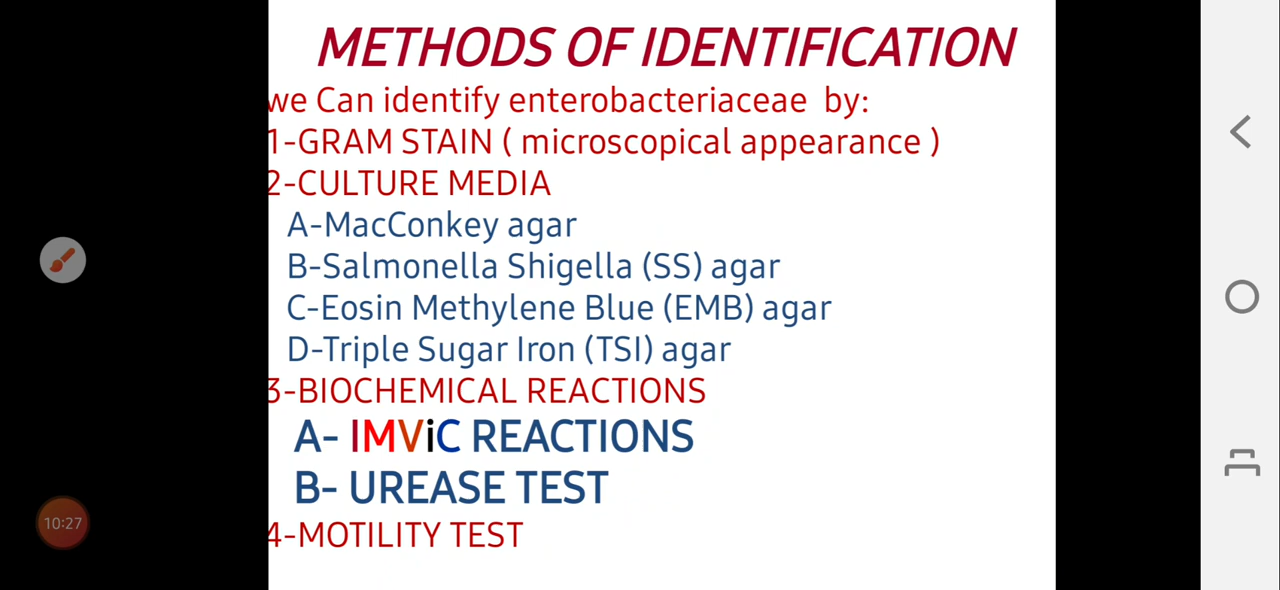 METHODS OF IDENTIFICATION
we Can identify enterobacteriaceae by:
1-GRAM STAIN ( microscopical appearance )
2-CULTURE MEDIA
A-MacConkey agar
B-Salmonella Shigella (SS) agar
C-Eosin Methylene Blue (EMB) agar
D-Triple Sugar Iron (TSI) agar
3-BIOCHEMICAL REACTIONS
A- IMViC REACTIONS
B- UREASE TEST
10:27
4-MOTILITY TEST